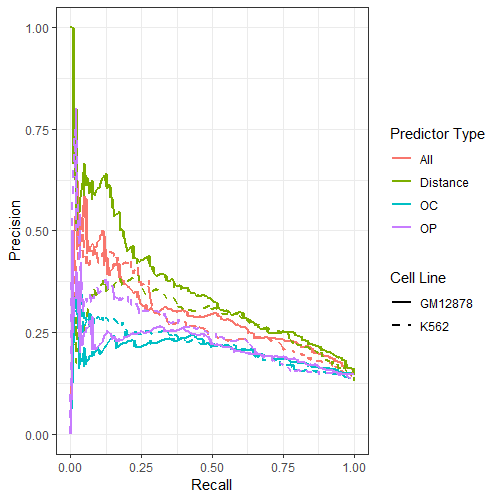 1.00
0.75
0.50
0.25
0.00
Precision
0.00 0.25 0.50 0.75 1.00
Recall
Predictor Type
All
Distance
OC
OP
Cell Line
GM12878
K562